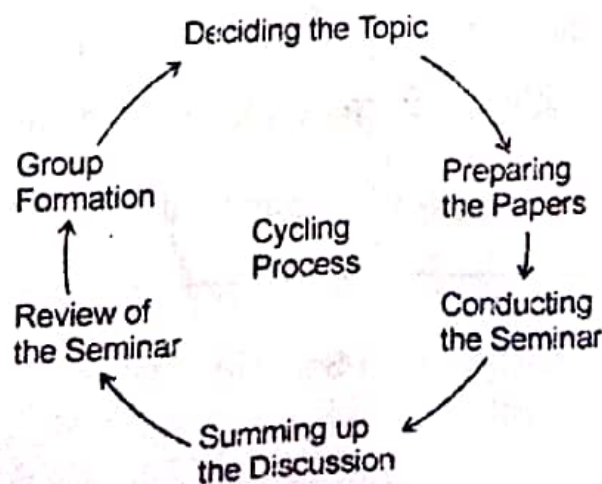 Deciding the Topic
Preparing
the Papers
Conducting
the Seminar
Summing up
the Discussion
Review of
the Seminar
Group
Formation
Cycling
Process